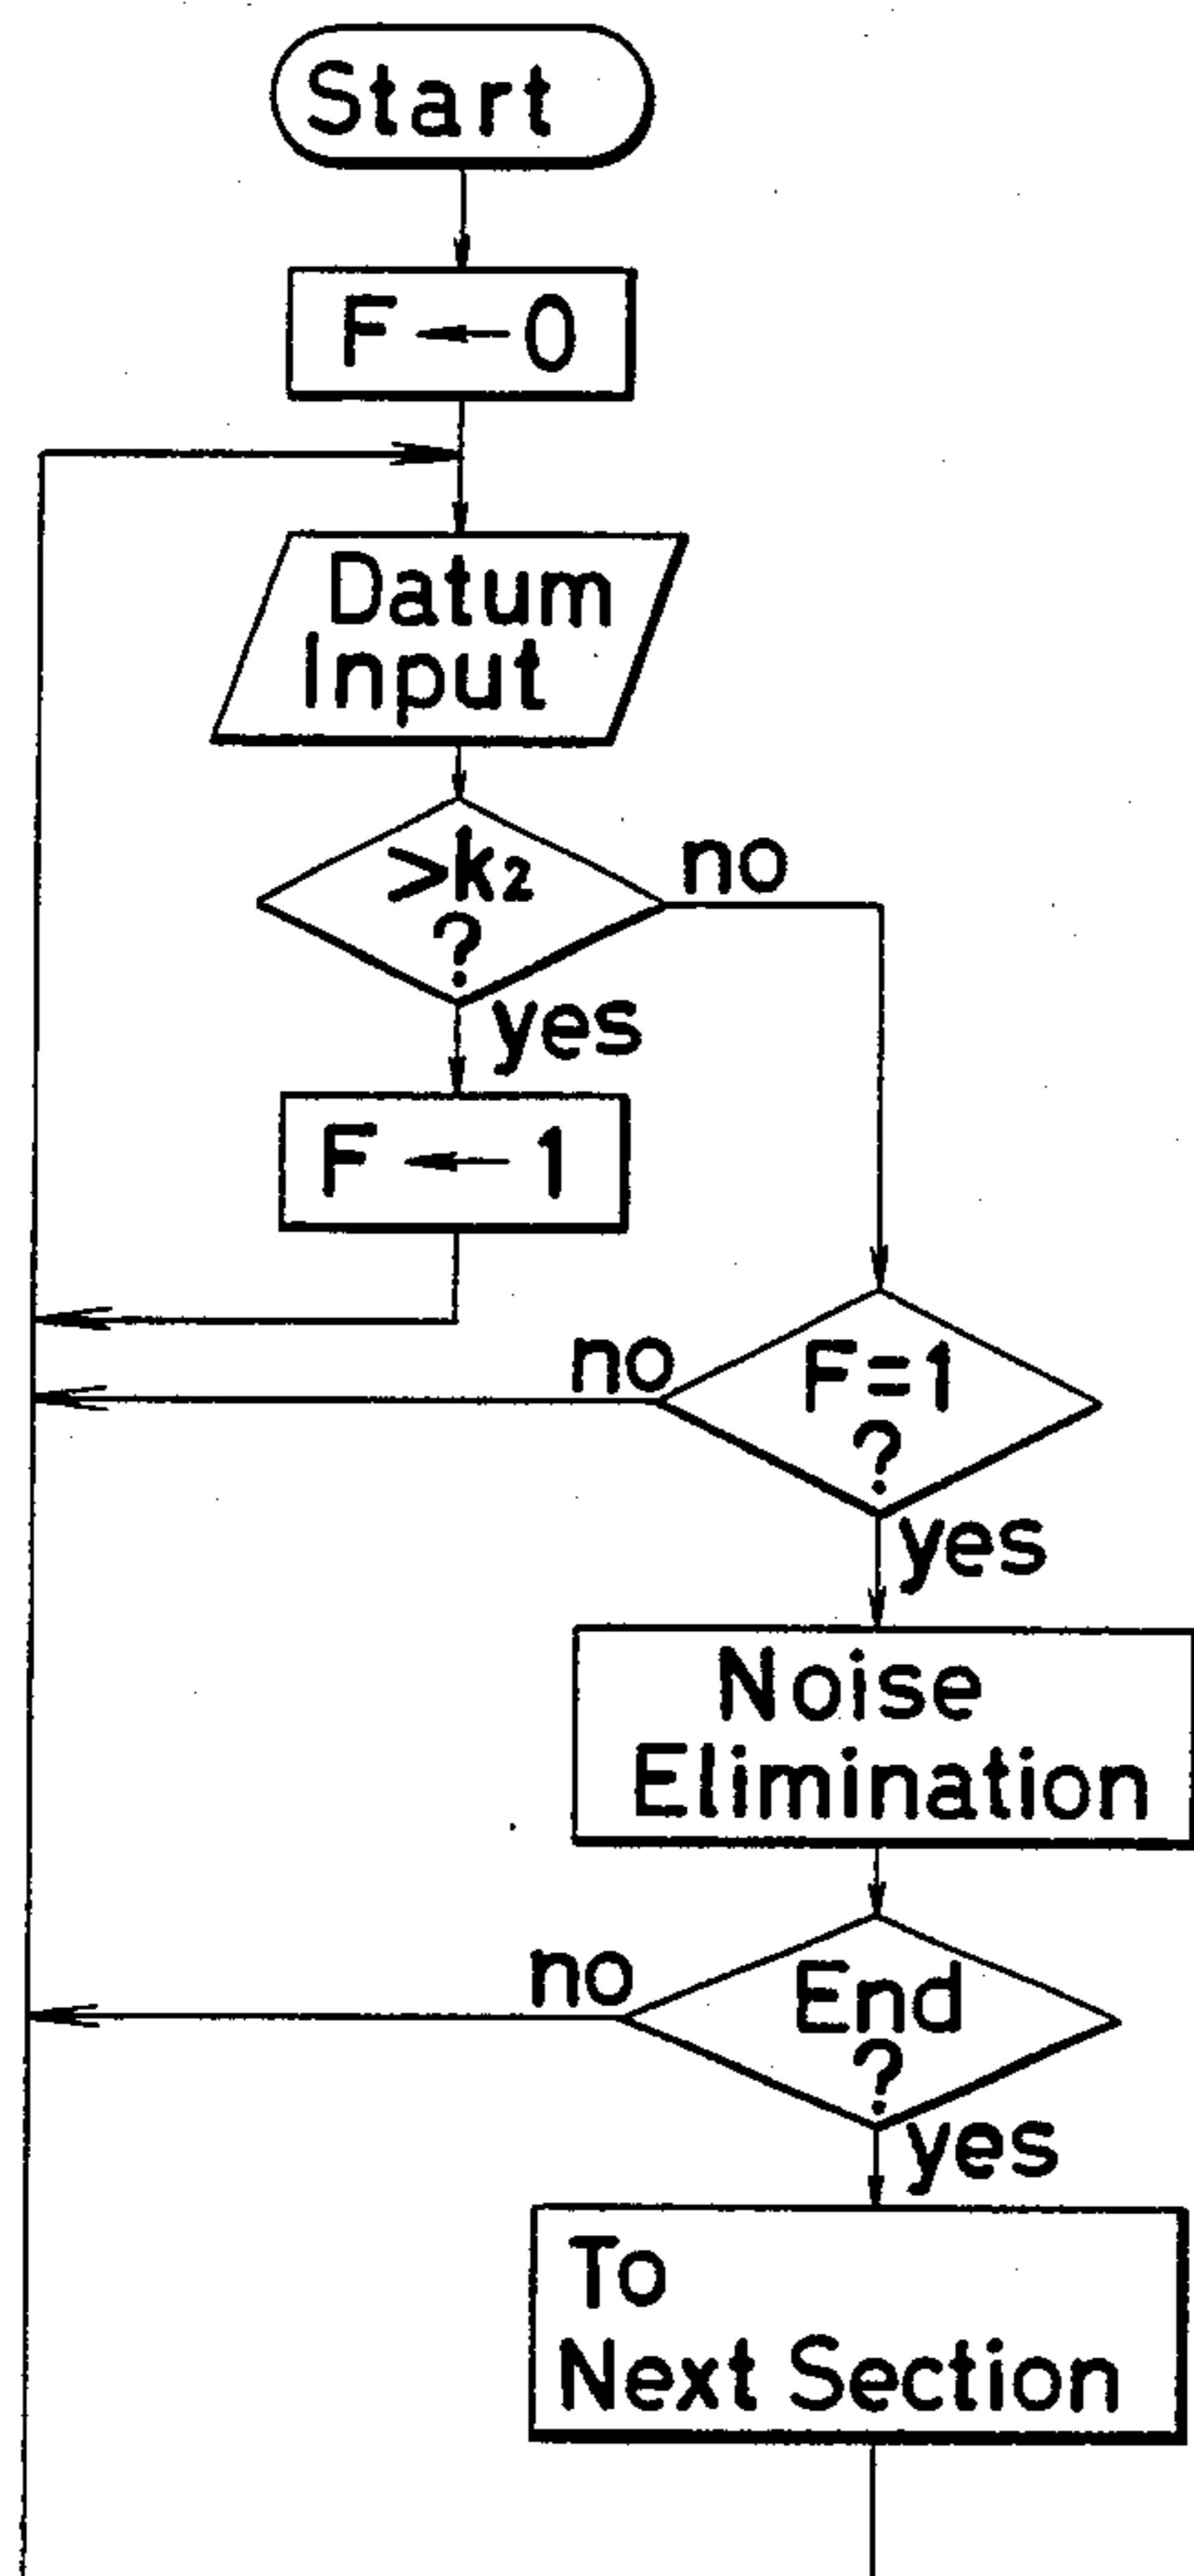 Start
F ← 0
Datum
Input
>k₂
?
no
yes
F ← 1
no
F=1
?
yes
Noise
Elimination
no
End
?
yes
To
Next Section